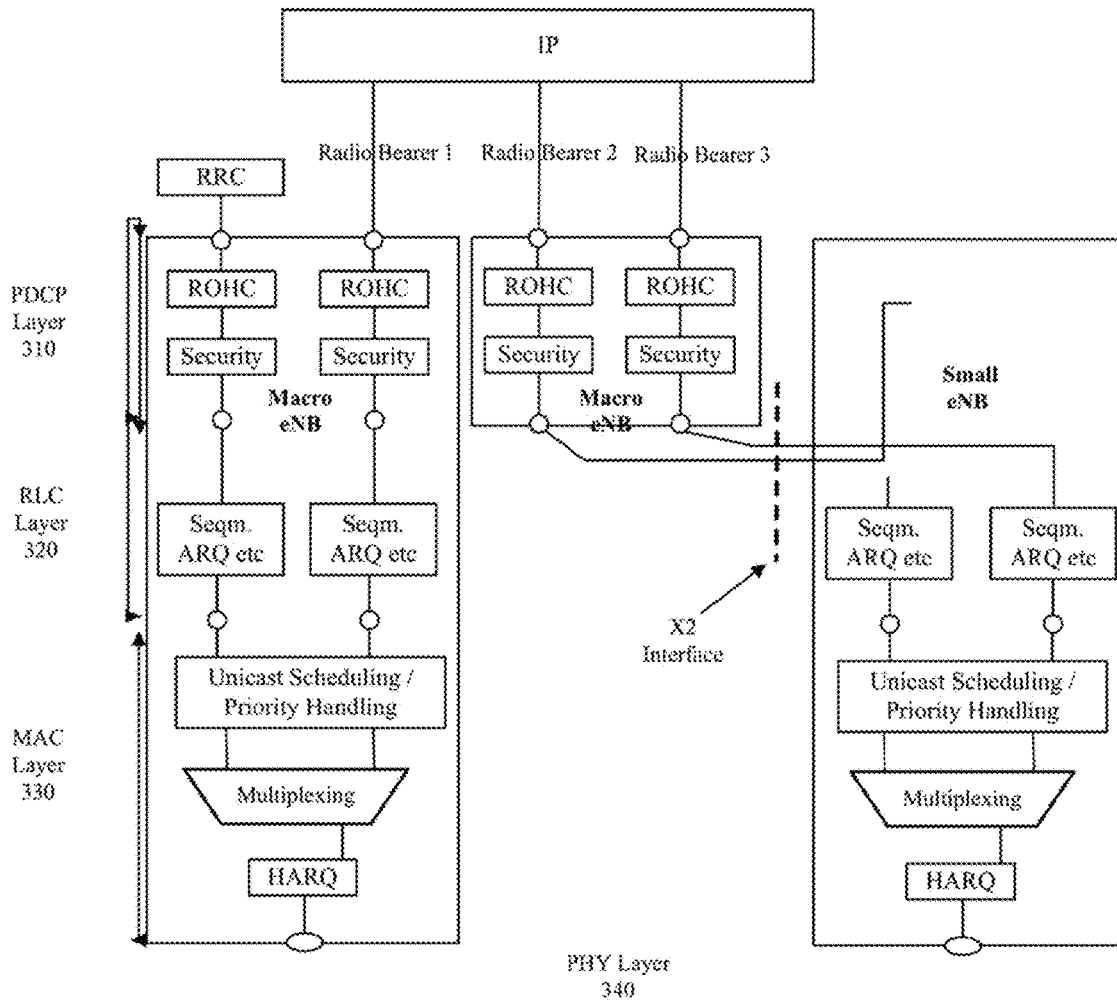 IP
Radio Bearer 1
Radio Bearer 2
Radio Bearer 3
RRC
PDCP
Layer
310
ROHC
ROHC
ROHC
ROHC
Security
Security
Security
Security
Macro
eNB
Macro
eNB
Small
eNB
RLC
Layer
320
Seqm.
ARQ etc
Seqm.
ARQ etc
Seqm.
ARQ etc
Seqm.
ARQ etc
X2
Interface
Unicast Scheduling /
Priority Handling
Unicast Scheduling /
Priority Handling
MAC
Layer
330
Multiplexing
Multiplexing
HARQ
HARQ
PHY Layer
340